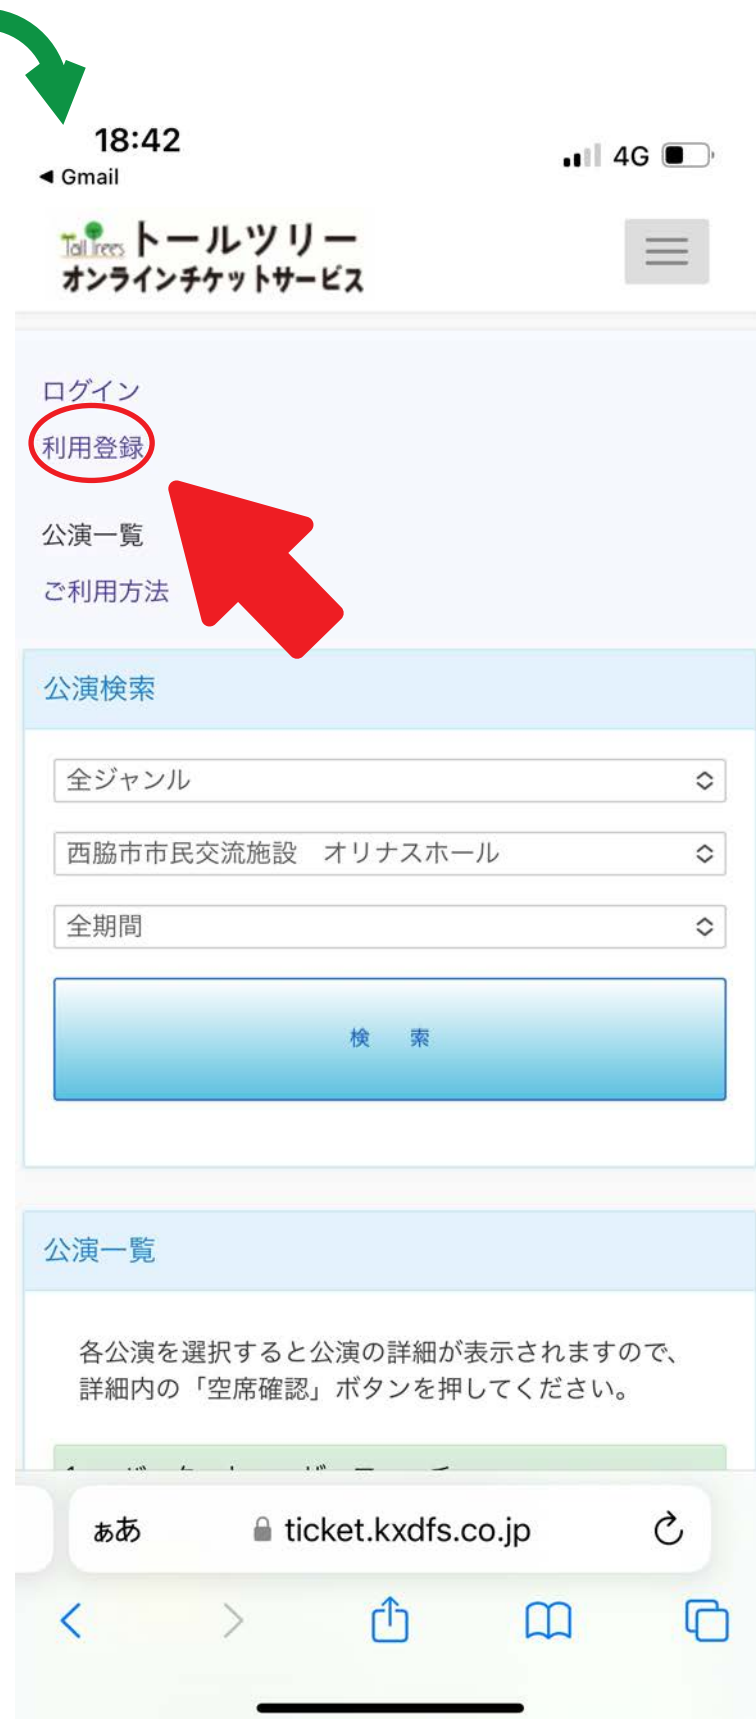 18:42
◀ Gmail
4G
Tall Trees トールツリー
オンラインチケットサービス
ログイン
利用登録
公演一覧
ご利用方法
公演検索
全ジャンル
西脇市市民交流施設　オリナスホール
全期間
検　索
公演一覧
各公演を選択すると公演の詳細が表示されますので、
詳細内の「空席確認」ボタンを押してください。
ぁあ
ticket.kxdfs.co.jp